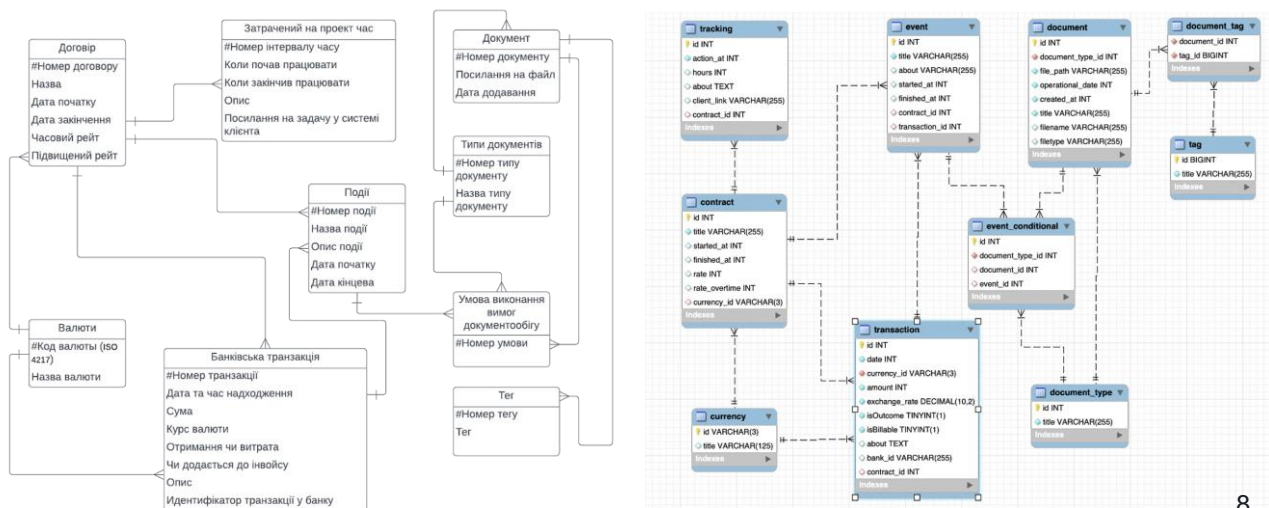 Договір
#Номер договору
Назва
Дата початку
Дата закінчення
Часовий рейт
Підвищений рейт
Затрачений на проект час
#Номер інтервалу часу
Коли почав працювати
Коли закінчив працювати
Опис
Посилання на задачу у системі
клієнта
Документ
#Номер документу
Посилання на файл
Дата додавання
Типи документів
#Номер типу
документу
Назва типу
документу
Події
#Номер події
Назва події
Опис події
Дата початку
Дата кінцева
Умова виконання
вимог
документообігу
#Номер умови
Валюти
#Код валюты (ISO
4217)
Назва валюти
Банківська транзакція
#Номер транзакції
Дата та час надходження
Сума
Курс валюти
Отримання чи витрата
Чи додається до інвойсу
Опис
Идентифікатор транзакції у банку
Тег
#Номер тегу
Тег
tracking
id INT
action_at INT
hours INT
about TEXT
client_link VARCHAR(255)
contract_id INT
Indexes
event
id INT
title VARCHAR(255)
about VARCHAR(255)
started_at INT
finished_at INT
contract_id INT
transaction_id INT
Indexes
document
id INT
document_type_id INT
file_path VARCHAR(255)
operational_date INT
created_at INT
title VARCHAR(255)
filename VARCHAR(255)
filetype VARCHAR(255)
Indexes
document_tag
document_id INT
tag_id BIGINT
Indexes
tag
id BIGINT
title VARCHAR(255)
Indexes
contract
id INT
title VARCHAR(255)
started_at INT
finished_at INT
rate INT
rate_overtime INT
currency_id VARCHAR(3)
Indexes
event_conditional
id INT
document_type_id INT
document_id INT
event_id INT
Indexes
transaction
id INT
date INT
currency_id VARCHAR(3)
amount INT
exchange_rate DECIMAL(10,2)
isOutcome TINYINT(1)
isBillable TINYINT(1)
about TEXT
bank_id VARCHAR(255)
contract_id INT
Indexes
currency
id VARCHAR(3)
title VARCHAR(125)
Indexes
document_type
id INT
title VARCHAR(255)
Indexes
8